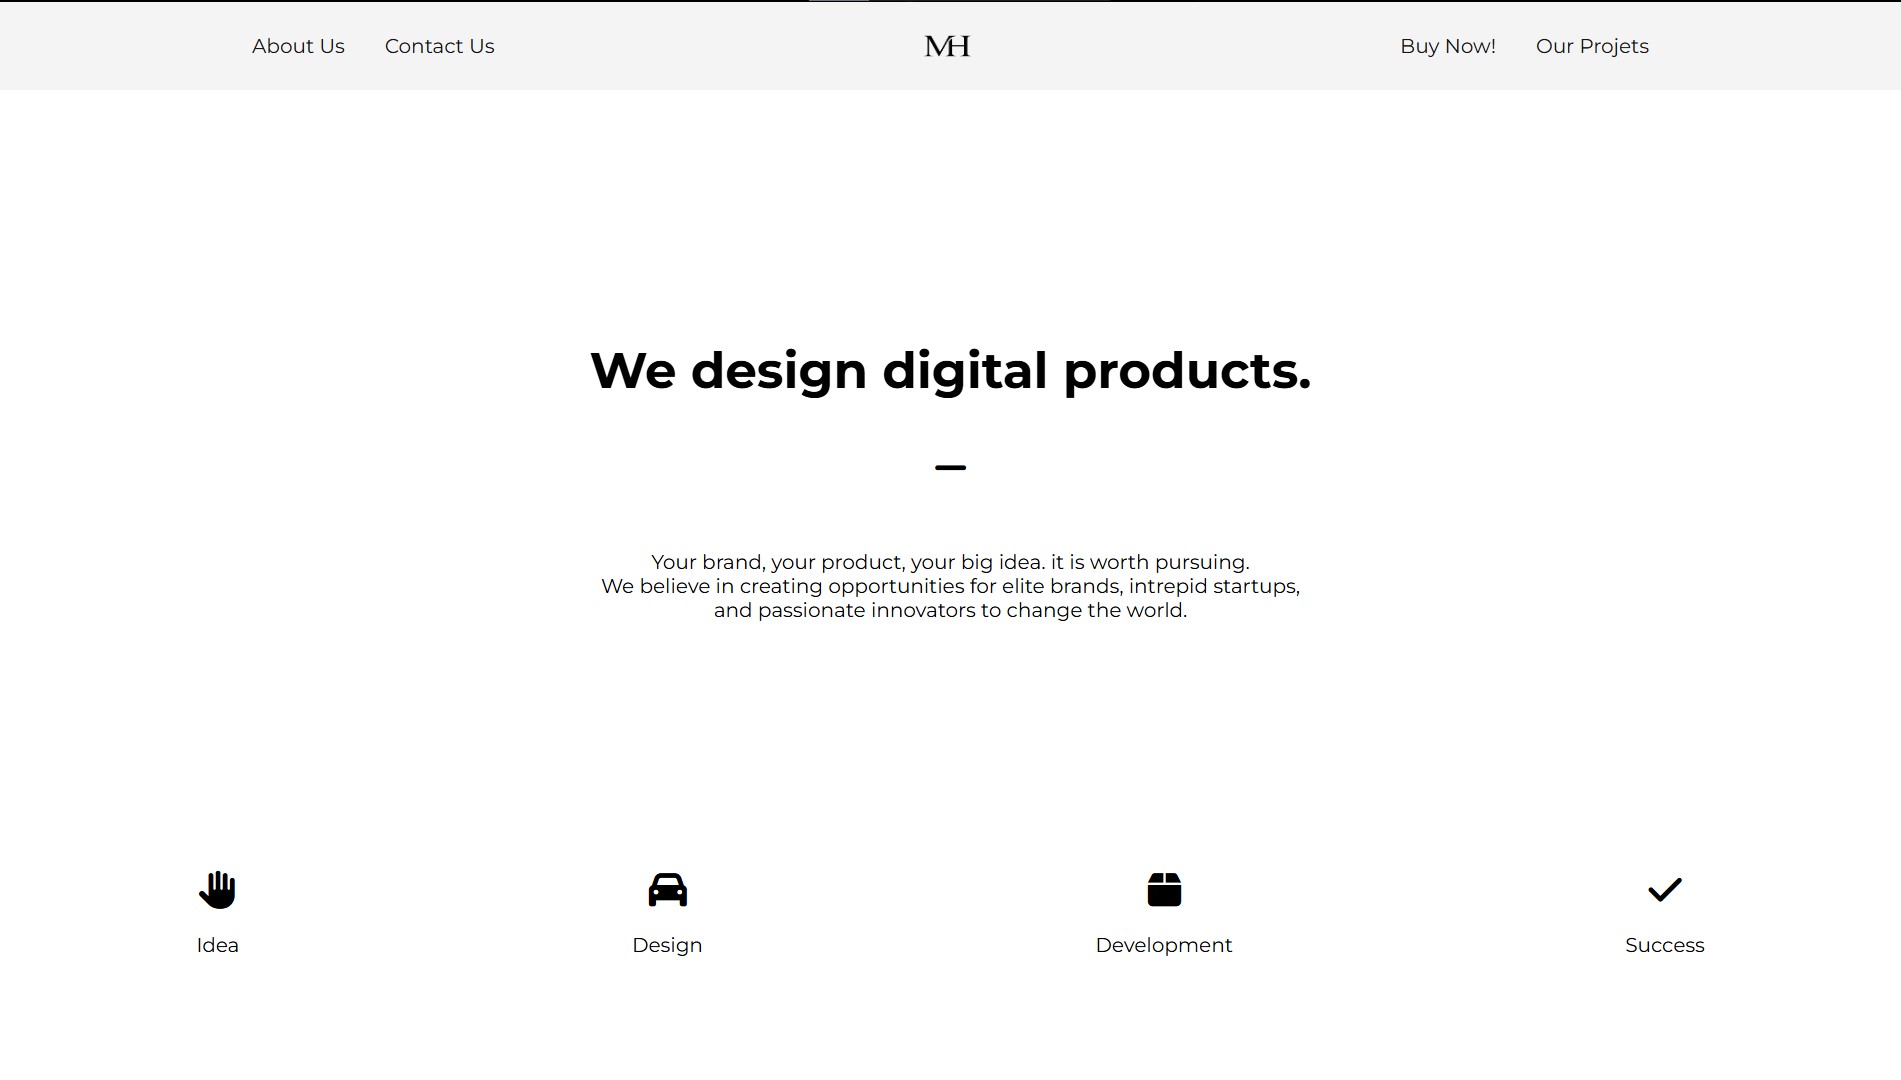 About Us Contact Us MH Buy Now! Our Projets
We design digital products.
Your brand, your product, your big idea. it is worth pursuing.
We believe in creating opportunities for elite brands, intrepid startups,
and passionate innovators to change the world.
Idea Design Development Success